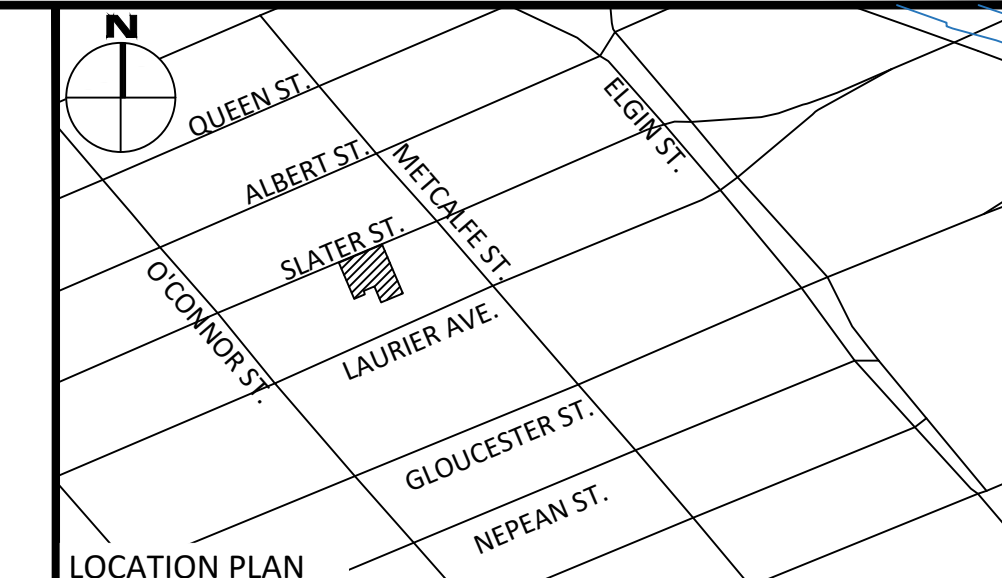 N
QUEEN ST.
ELGIN ST.
ALBERT ST.
METCALFE ST.
SLATER ST.
O'CONNOR ST.
LAURIER AVE.
GLOUCESTER ST.
NEPEAN ST.
LOCATION PLAN